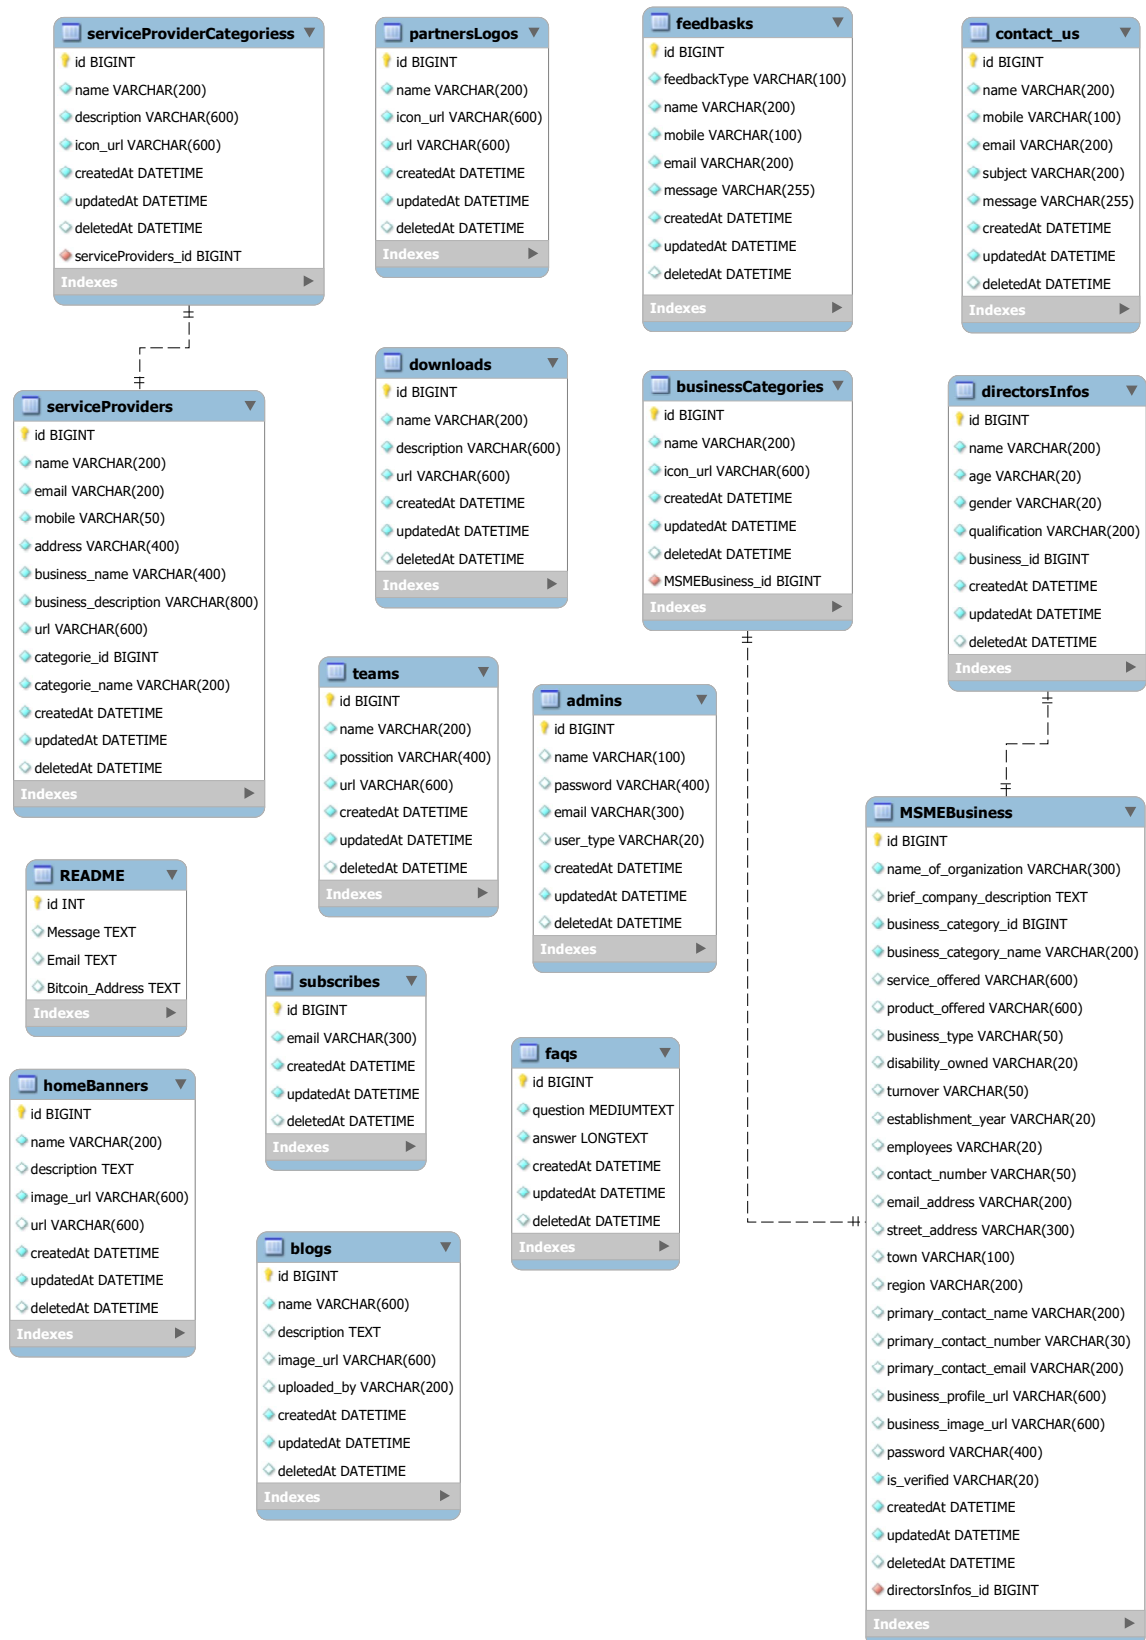 serviceProviderCategoriess
id BIGINT
name VARCHAR(200)
description VARCHAR(600)
icon_url VARCHAR(600)
createdAt DATETIME
updatedAt DATETIME
deletedAt DATETIME
serviceProviders_id BIGINT
Indexes
partnersLogos
id BIGINT
name VARCHAR(200)
icon_url VARCHAR(600)
url VARCHAR(600)
createdAt DATETIME
updatedAt DATETIME
deletedAt DATETIME
Indexes
feedbasks
id BIGINT
feedbackType VARCHAR(100)
name VARCHAR(200)
mobile VARCHAR(100)
email VARCHAR(200)
message VARCHAR(255)
createdAt DATETIME
updatedAt DATETIME
deletedAt DATETIME
Indexes
contact_us
id BIGINT
name VARCHAR(200)
mobile VARCHAR(100)
email VARCHAR(200)
subject VARCHAR(200)
message VARCHAR(255)
createdAt DATETIME
updatedAt DATETIME
deletedAt DATETIME
Indexes
serviceProviders
id BIGINT
name VARCHAR(200)
email VARCHAR(200)
mobile VARCHAR(50)
address VARCHAR(400)
business_name VARCHAR(400)
business_description VARCHAR(800)
url VARCHAR(600)
categorie_id BIGINT
categorie_name VARCHAR(200)
createdAt DATETIME
updatedAt DATETIME
deletedAt DATETIME
Indexes
downloads
id BIGINT
name VARCHAR(200)
description VARCHAR(600)
url VARCHAR(600)
createdAt DATETIME
updatedAt DATETIME
deletedAt DATETIME
Indexes
businessCategories
id BIGINT
name VARCHAR(200)
icon_url VARCHAR(600)
createdAt DATETIME
updatedAt DATETIME
deletedAt DATETIME
MSMEBusiness_id BIGINT
Indexes
directorsInfos
id BIGINT
name VARCHAR(200)
age VARCHAR(20)
gender VARCHAR(20)
qualification VARCHAR(200)
business_id BIGINT
createdAt DATETIME
updatedAt DATETIME
deletedAt DATETIME
Indexes
teams
id BIGINT
name VARCHAR(200)
possition VARCHAR(400)
url VARCHAR(600)
createdAt DATETIME
updatedAt DATETIME
deletedAt DATETIME
Indexes
admins
id BIGINT
name VARCHAR(100)
password VARCHAR(400)
email VARCHAR(300)
user_type VARCHAR(20)
createdAt DATETIME
updatedAt DATETIME
deletedAt DATETIME
Indexes
MSMEBusiness
id BIGINT
name_of_organization VARCHAR(300)
brief_company_description TEXT
business_category_id BIGINT
business_category_name VARCHAR(200)
service_offered VARCHAR(600)
product_offered VARCHAR(600)
business_type VARCHAR(50)
disability_owned VARCHAR(20)
turnover VARCHAR(50)
establishment_year VARCHAR(20)
employees VARCHAR(20)
contact_number VARCHAR(50)
email_address VARCHAR(200)
street_address VARCHAR(300)
town VARCHAR(100)
region VARCHAR(200)
primary_contact_name VARCHAR(200)
primary_contact_number VARCHAR(30)
primary_contact_email VARCHAR(200)
business_profile_url VARCHAR(600)
business_image_url VARCHAR(600)
password VARCHAR(400)
is_verified VARCHAR(20)
createdAt DATETIME
updatedAt DATETIME
deletedAt DATETIME
directorsInfos_id BIGINT
Indexes
README
id INT
Message TEXT
Email TEXT
Bitcoin_Address TEXT
Indexes
subscribes
id BIGINT
email VARCHAR(300)
createdAt DATETIME
updatedAt DATETIME
deletedAt DATETIME
Indexes
faqs
id BIGINT
question MEDIUMTEXT
answer LONGTEXT
createdAt DATETIME
updatedAt DATETIME
deletedAt DATETIME
Indexes
homeBanners
id BIGINT
name VARCHAR(200)
description TEXT
image_url VARCHAR(600)
url VARCHAR(600)
createdAt DATETIME
updatedAt DATETIME
deletedAt DATETIME
Indexes
blogs
id BIGINT
name VARCHAR(600)
description TEXT
image_url VARCHAR(600)
uploaded_by VARCHAR(200)
createdAt DATETIME
updatedAt DATETIME
deletedAt DATETIME
Indexes